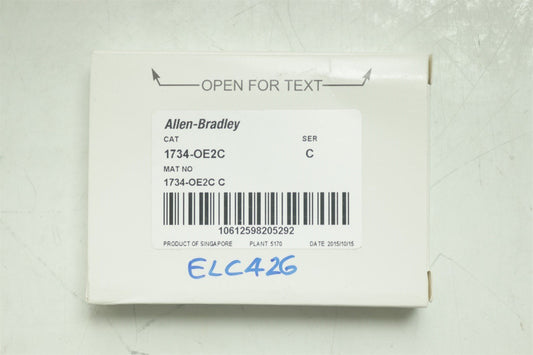 OPEN FOR TEXT
Allen-Bradley
CAT SER
1734-OE2C C
MAT NO
1734-OE2C C
10612598205292
PRODUCT OF SINGAPORE PLANT 5170 DATE 2015/10/15
ELC426